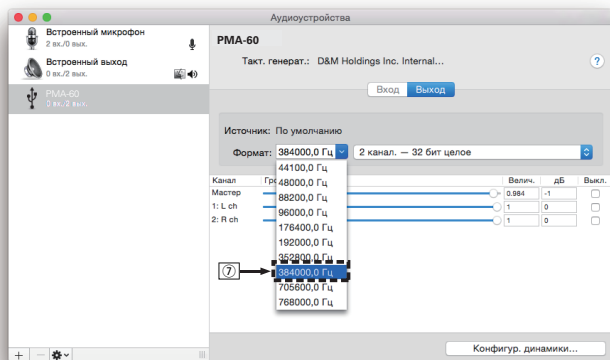 Аудиоустройства
Встроенный микрофон
2 вх./0 вых.
Встроенный выход
0 вх./2 вых.
PMA-60
0 вх./2 вых.
PMA-60
Такт. генерат.: D&M Holdings Inc. Internal...
?
Вход Выход
Источник: По умолчанию
Формат: 384000,0 Гц 2 канал. — 32 бит целое
44100,0 Гц
48000,0 Гц
88200,0 Гц
96000,0 Гц
176400,0 Гц
192000,0 Гц
352800,0 Гц
384000,0 Гц
705600,0 Гц
768000,0 Гц
Канал Гро Велич. дБ Выкл.
Мастер 0.984 -1
1: L ch 1 0
2: R ch 1 0
⑦
+ −
Конфигур. динамики...